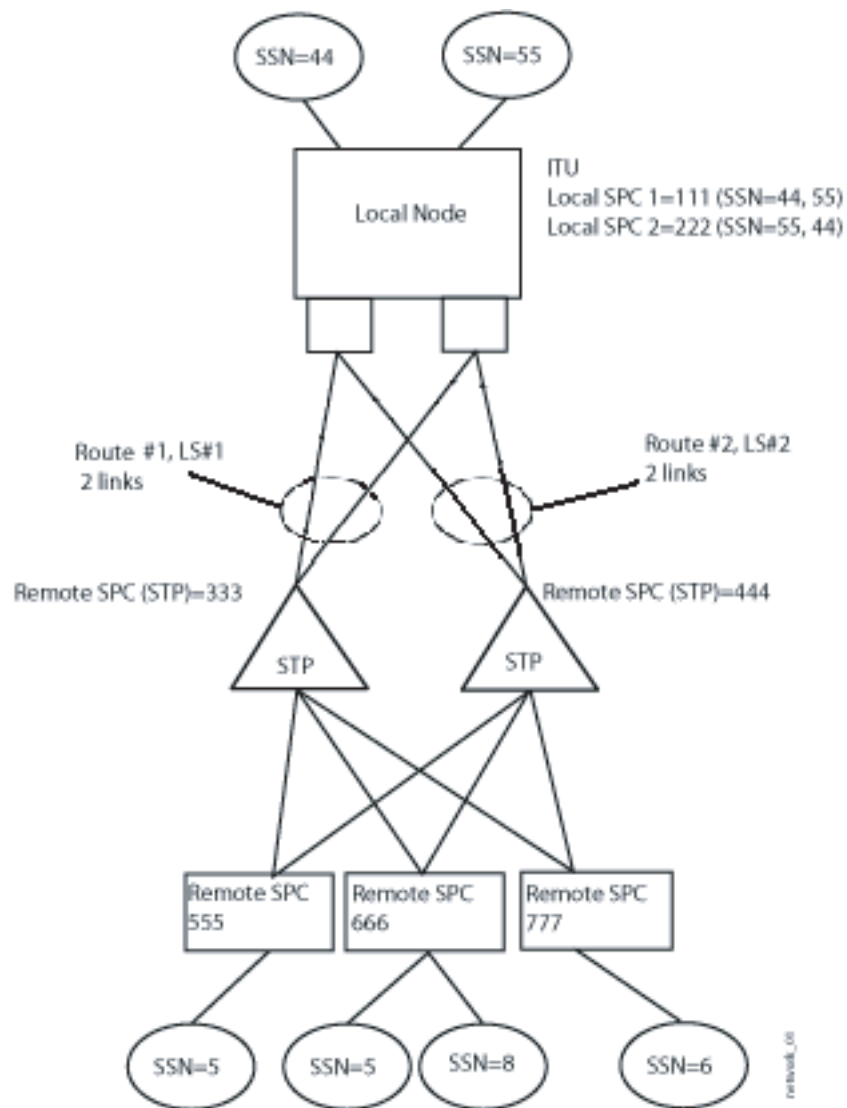 SSN=44
SSN=55
Local Node
ITU
Local SPC 1=111 (SSN=44, 55)
Local SPC 2=222 (SSN=55, 44)
Route #1, LS#1
2 links
Route #2, LS#2
2 links
Remote SPC (STP)=333
Remote SPC (STP)=444
STP
STP
Remote SPC
555
Remote SPC
666
Remote SPC
777
SSN=5
SSN=5
SSN=8
SSN=6
network_01